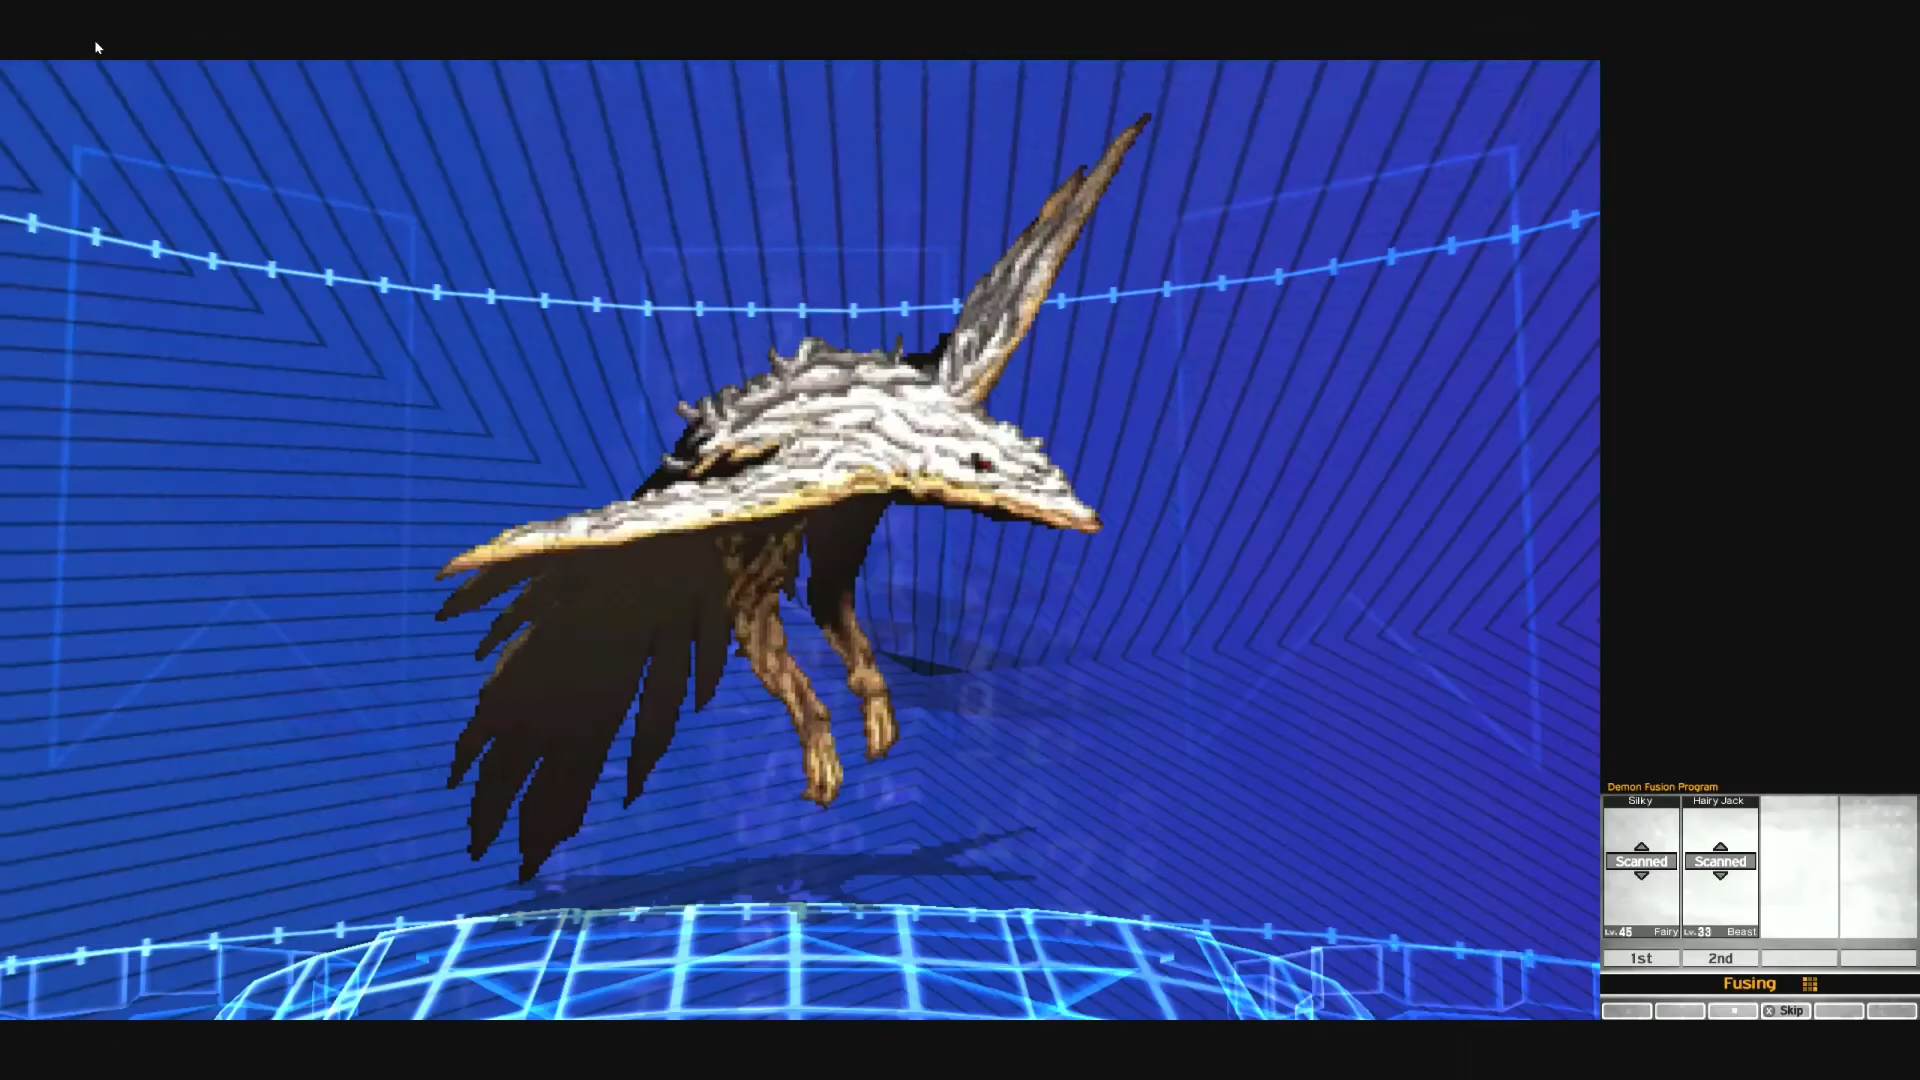 Demon Fusion Program
Silky Hairy Jack
Scanned Scanned
Lv.45 Fairy Lv.33 Beast
1st 2nd
Fusing
X Skip